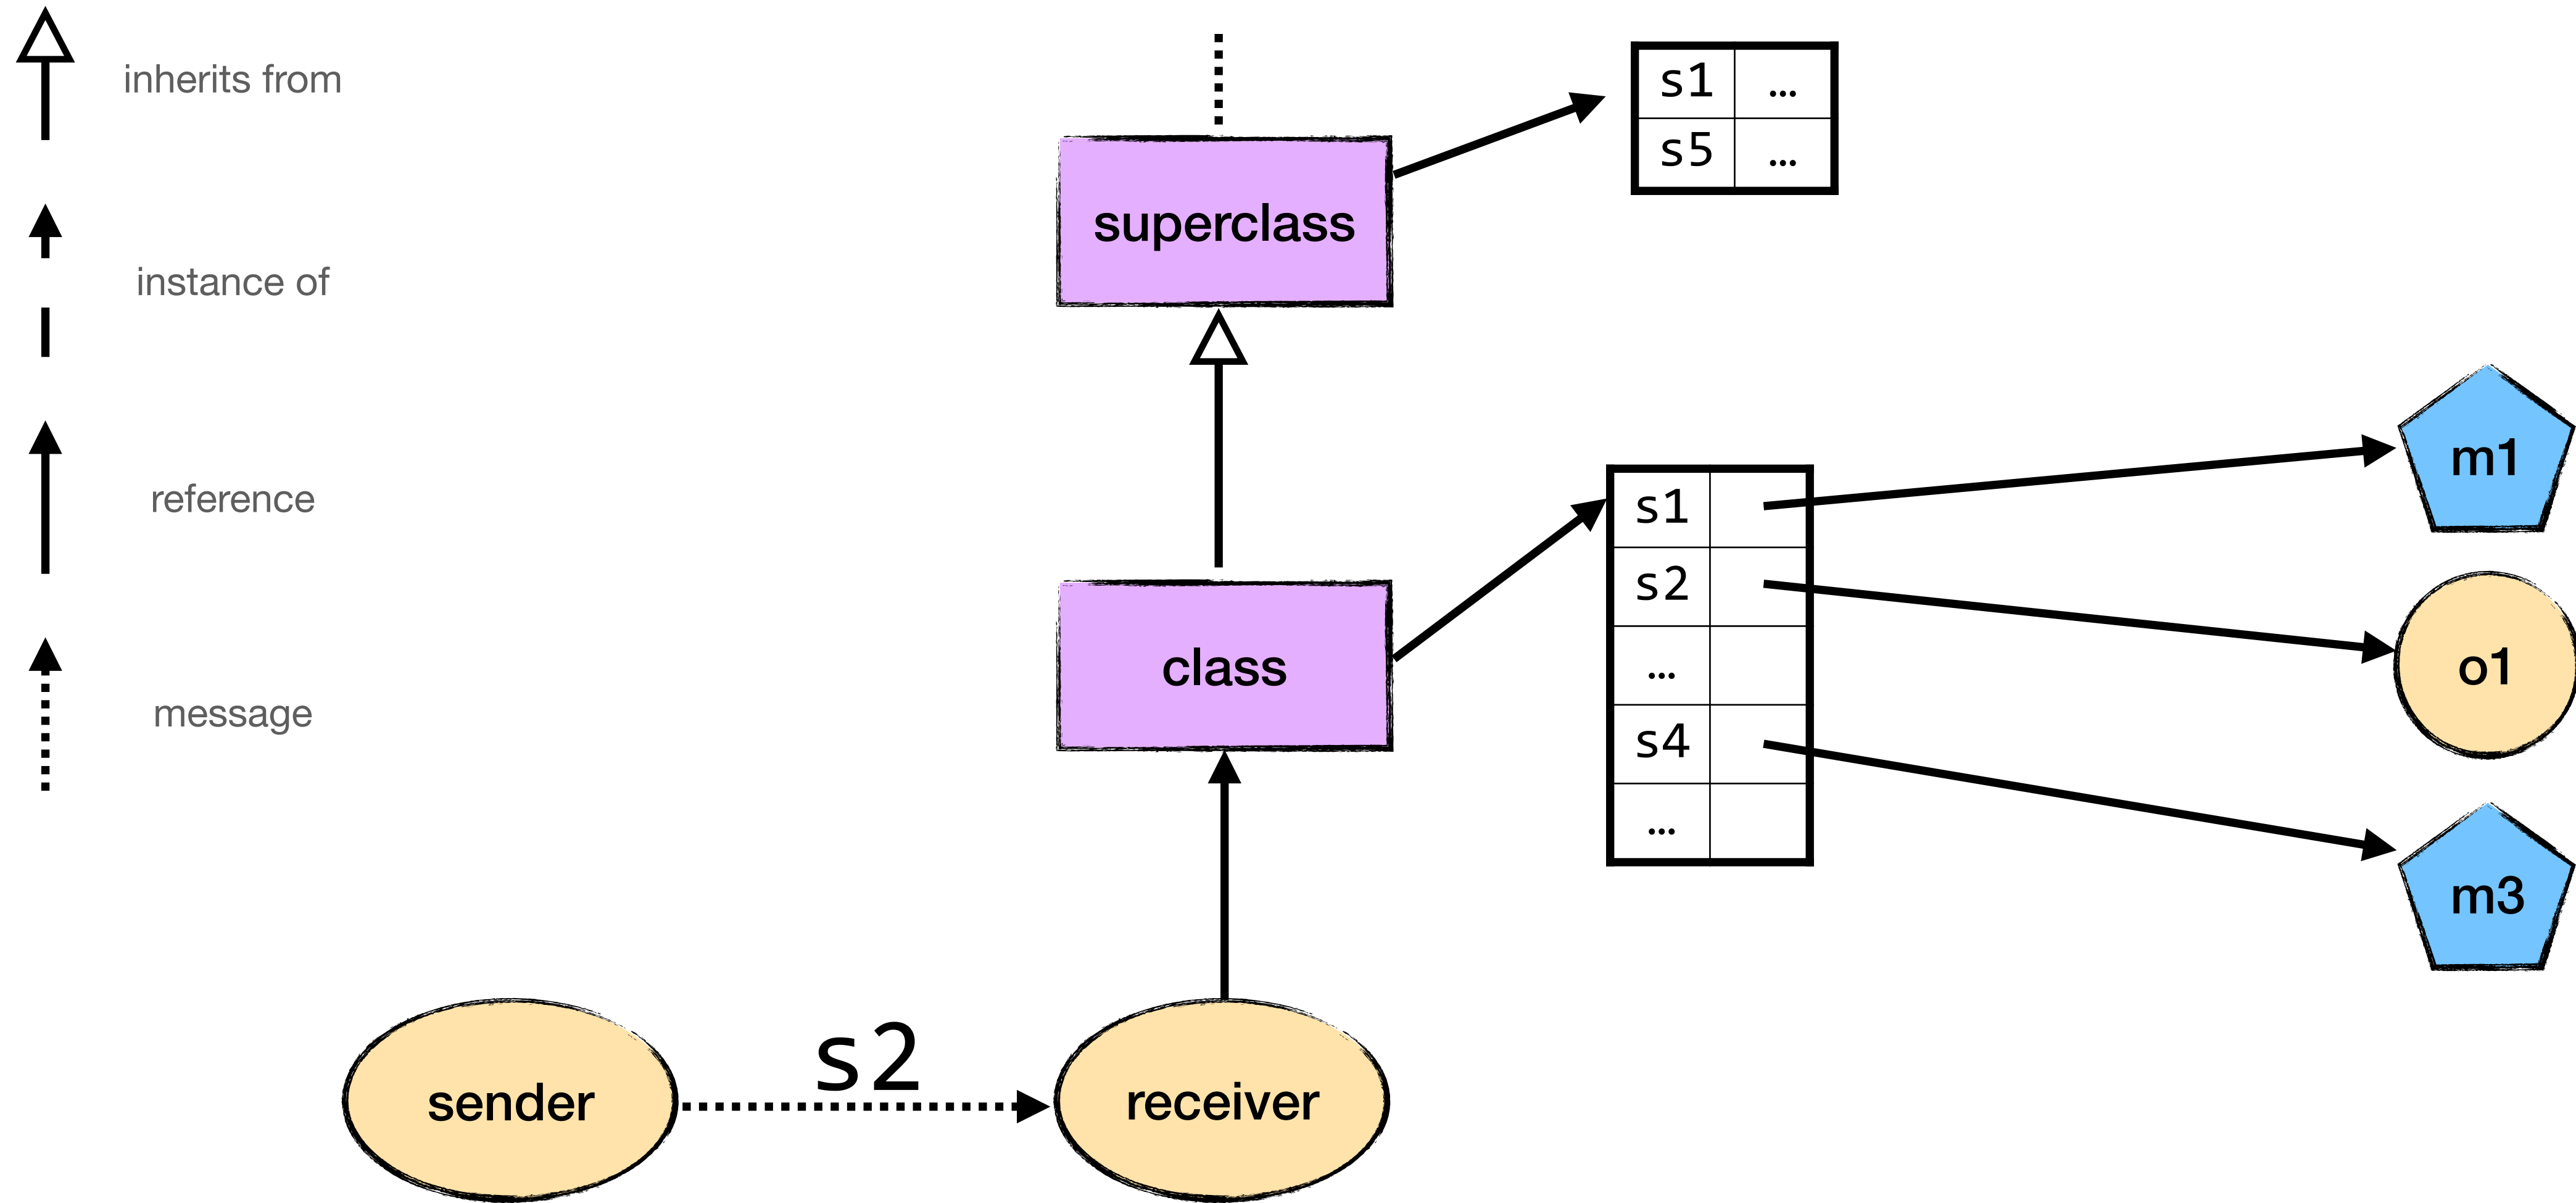 inherits from
instance of
reference
message
superclass
s1 …
s5 …
class
s1
s2
…
s4
…
m1
o1
m3
sender
s2
receiver